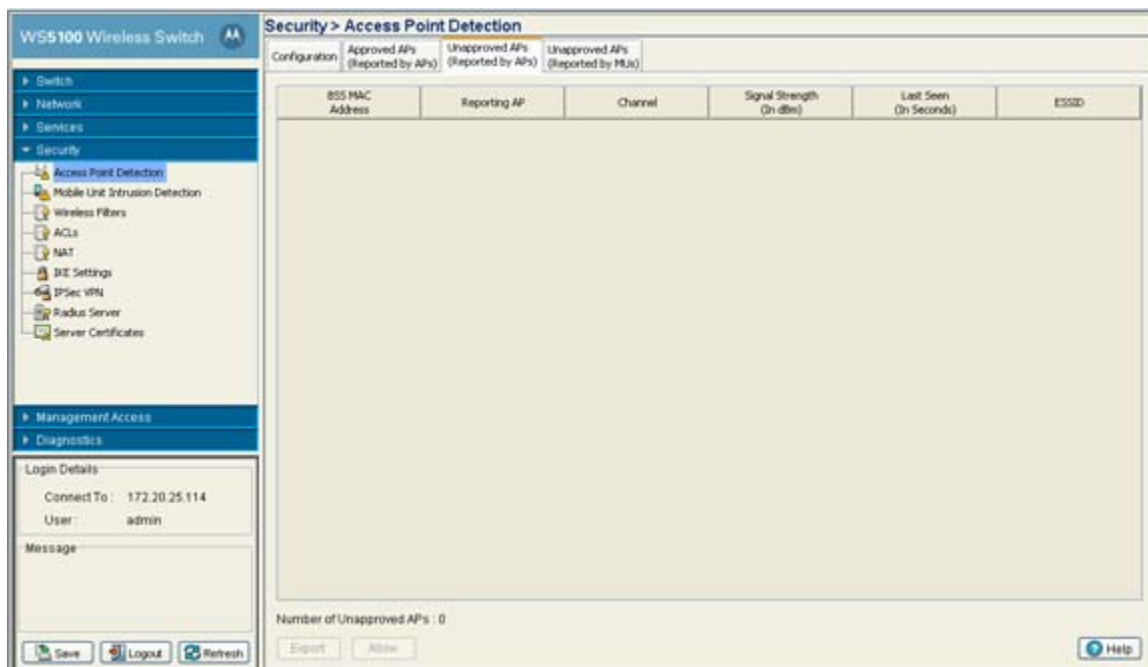 WS5100 Wireless Switch
Switch
Network
Services
Security
Access Point Detection
Mobile Unit Intrusion Detection
Wireless Filters
ACLs
NAT
IKE Settings
IPSec VPN
Radius Server
Server Certificates
Management Access
Diagnostics
Login Details
Connect To : 172.20.25.114
User : admin
Message
Save Logout Refresh
Security > Access Point Detection
Configuration
Approved APs
(Reported by APs)
Unapproved APs
(Reported by APs)
Unapproved APs
(Reported by MUs)
BSS MAC
Address
Reporting AP
Channel
Signal Strength
(In dBm)
Last Seen
(In Seconds)
ESSID
Number of Unapproved APs : 0
Export Allow
Help